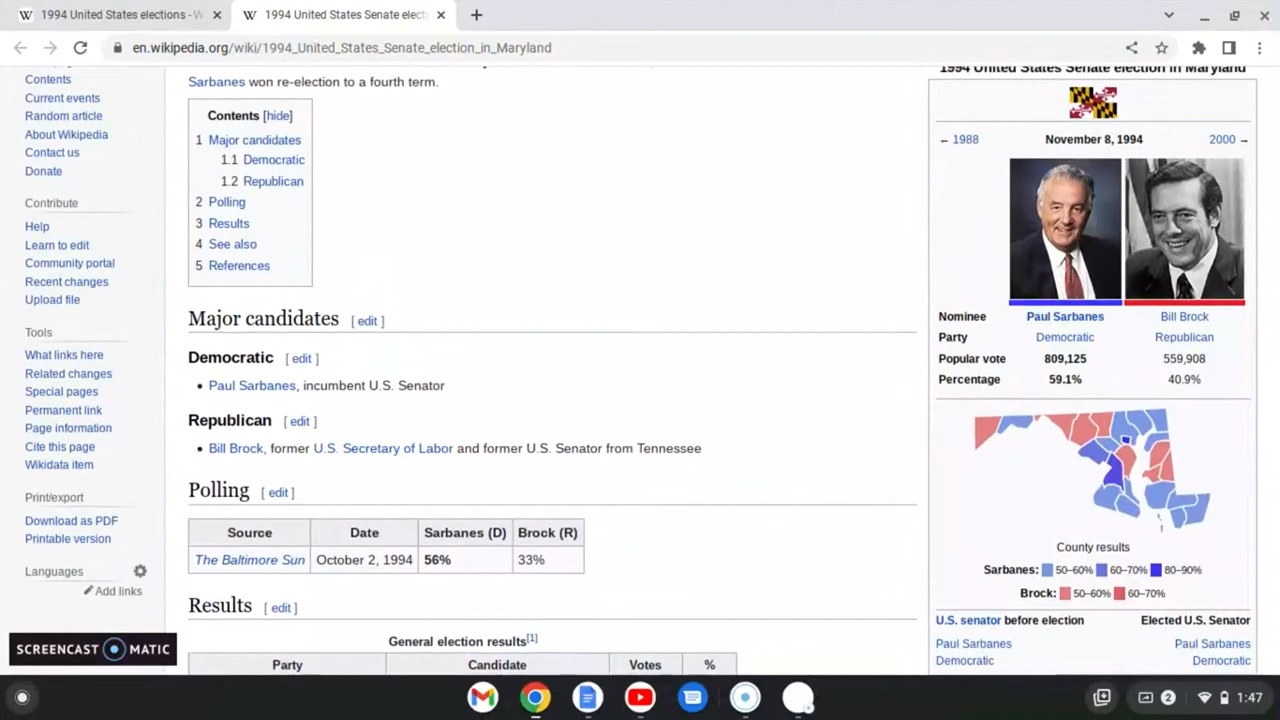 1994 United States elections - W
1994 United States Senate elect
en.wikipedia.org/wiki/1994_United_States_Senate_election_in_Maryland
Contents
Current events
Random article
About Wikipedia
Contact us
Donate
Contribute
Help
Learn to edit
Community portal
Recent changes
Upload file
Tools
What links here
Related changes
Special pages
Permanent link
Page information
Cite this page
Wikidata item
Print/export
Download as PDF
Printable version
Languages
Add links
Sarbanes won re-election to a fourth term.
Contents [hide]
1 Major candidates
1.1 Democratic
1.2 Republican
2 Polling
3 Results
4 See also
5 References
Major candidates [ edit ]
Democratic [ edit ]
• Paul Sarbanes, incumbent U.S. Senator
Republican [ edit ]
• Bill Brock, former U.S. Secretary of Labor and former U.S. Senator from Tennessee
Polling [ edit ]
Source Date Sarbanes (D) Brock (R)
The Baltimore Sun October 2, 1994 56% 33%
Results [ edit ]
General election results[1]
Party Candidate Votes %
1994 United States Senate election in Maryland
← 1988 November 8, 1994 2000 →
Nominee Paul Sarbanes Bill Brock
Party Democratic Republican
Popular vote 809,125 559,908
Percentage 59.1% 40.9%
County results
Sarbanes: 50–60% 60–70% 80–90%
Brock: 50–60% 60–70%
U.S. senator before election Elected U.S. Senator
Paul Sarbanes Paul Sarbanes
Democratic Democratic
SCREENCAST MATIC
2 1:47